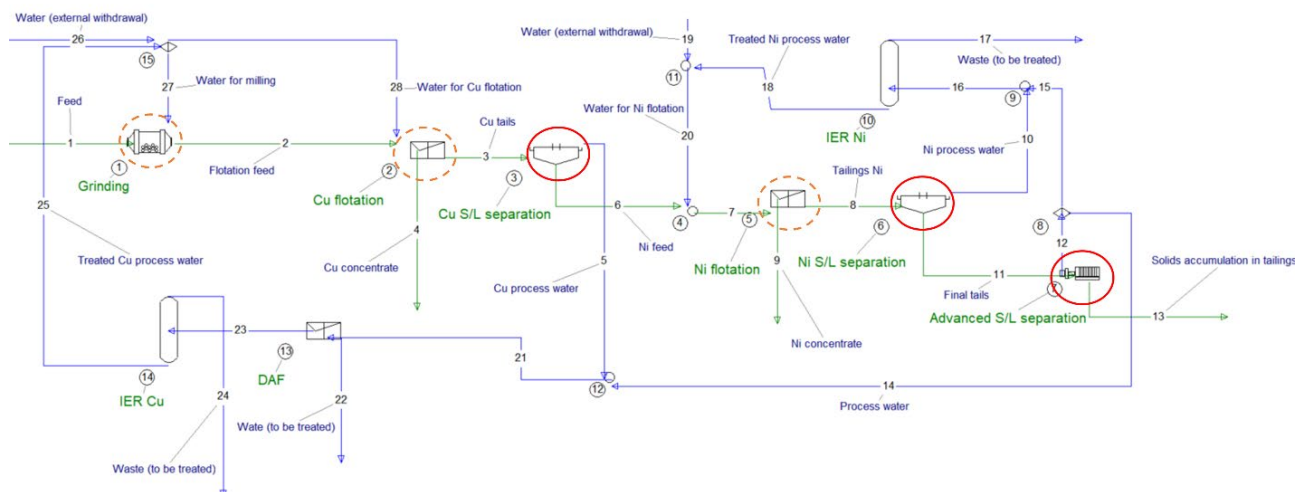 Water (external withdrawal)
26
15
27
Water for milling
28
Water for Cu flotation
Feed
1
1
Grinding
2
Flotation feed
2
Cu flotation
Cu tails
3
3
Cu S/L separation
4
Cu concentrate
5
Cu process water
6
Ni feed
Water (external withdrawal)
19
11
Water for Ni flotation
20
4
7
5
Ni flotation
Treated Ni process water
18
17
Waste (to be treated)
16
9
15
10
IER Ni
Ni process water
10
Tailings Ni
8
6
Ni S/L separation
9
Ni concentrate
8
12
11
Final tails
7
Advanced S/L separation
Solids accumulation in tailings
13
14
Process water
12
21
25
Treated Cu process water
23
13
DAF
22
Wate (to be treated)
14
IER Cu
24
Waste (to be treated)